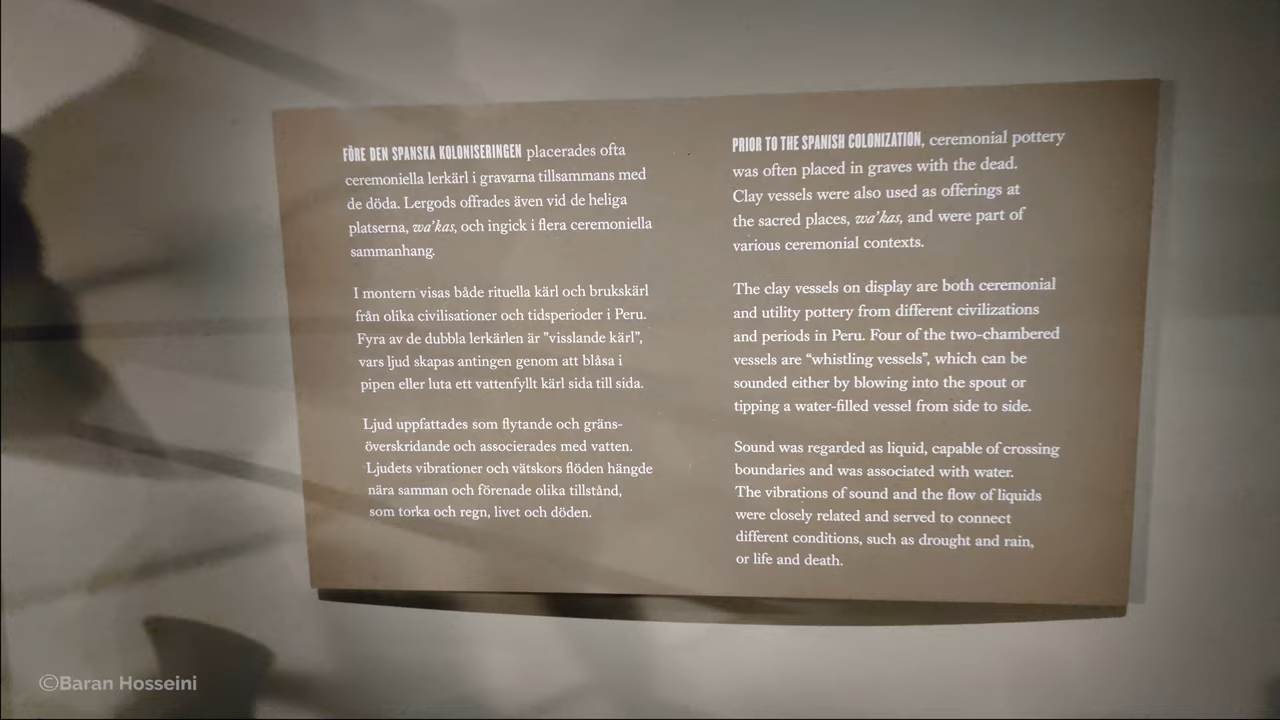 FÖRE DEN SPANSKA KOLONISERINGEN placerades ofta
ceremoniella lerkärl i gravarna tillsammans med
de döda. Lergods offrades även vid de heliga
platserna, wa’kas, och ingick i flera ceremoniella
sammanhang.
I montern visas både rituella kärl och brukskärl
från olika civilisationer och tidsperioder i Peru.
Fyra av de dubbla lerkärlen är ”visslande kärl”,
vars ljud skapas antingen genom att blåsa i
pipen eller luta ett vattenfyllt kärl sida till sida.
Ljud uppfattades som flytande och gräns-
överskridande och associerades med vatten.
Ljudets vibrationer och vätskors flöden hängde
nära samman och förenade olika tillstånd,
som torka och regn, livet och döden.
PRIOR TO THE SPANISH COLONIZATION, ceremonial pottery
was often placed in graves with the dead.
Clay vessels were also used as offerings at
the sacred places, wa’kas, and were part of
various ceremonial contexts.
The clay vessels on display are both ceremonial
and utility pottery from different civilizations
and periods in Peru. Four of the two-chambered
vessels are “whistling vessels”, which can be
sounded either by blowing into the spout or
tipping a water-filled vessel from side to side.
Sound was regarded as liquid, capable of crossing
boundaries and was associated with water.
The vibrations of sound and the flow of liquids
were closely related and served to connect
different conditions, such as drought and rain,
or life and death.
©Baran Hosseini